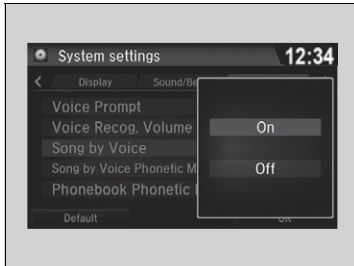 System settings
12:34
Display
Sound/Be
Voice Prompt
Voice Recog. Volume
Song by Voice
Song by Voice Phonetic M
Phonebook Phonetic
On
Off
Default